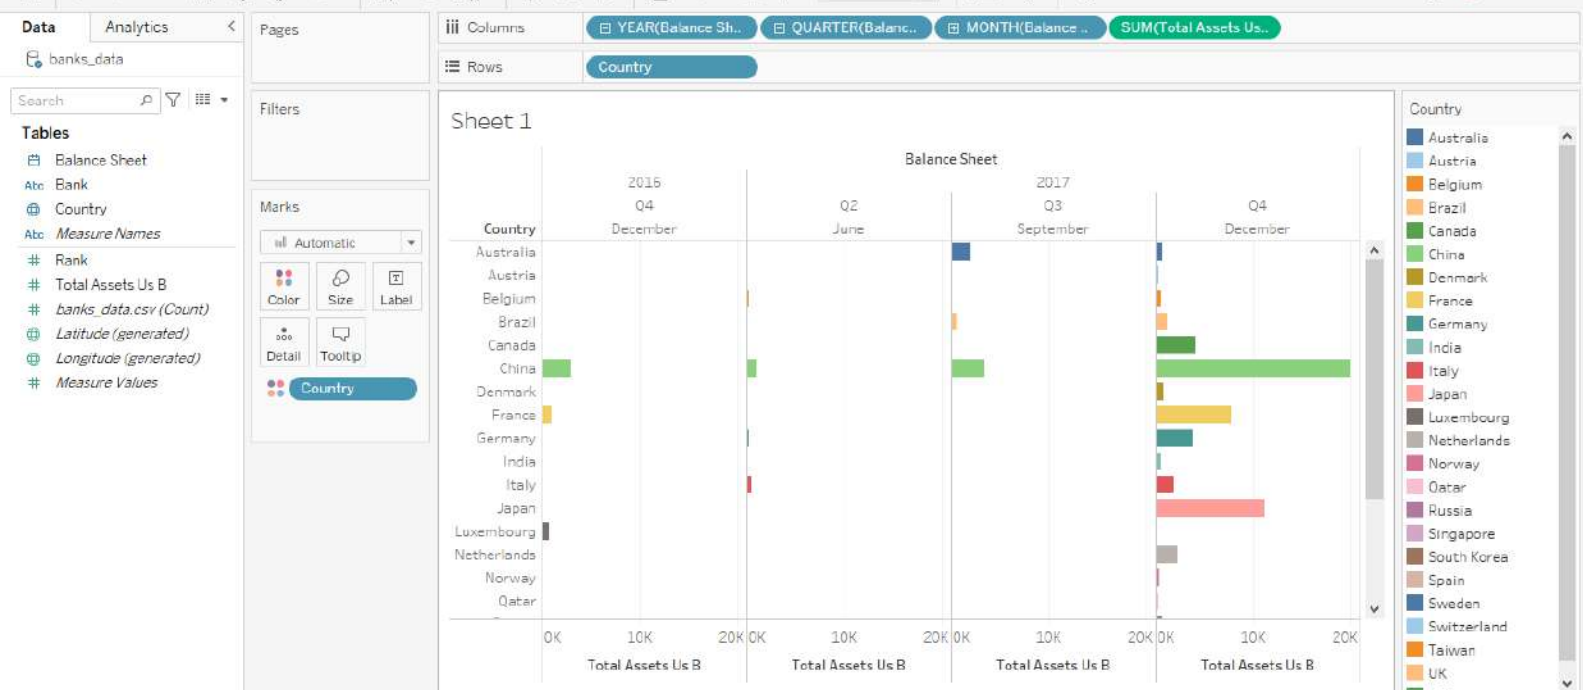 Data
Analytics
banks_data
Search
Tables
Balance Sheet
Abc Bank
Country
Abc Measure Names
# Rank
# Total Assets Us B
# banks_data.csv (Count)
Latitude (generated)
Longitude (generated)
# Measure Values
Pages
Filters
Marks
Automatic
Color Size Label
Detail Tooltip
Country
Columns
YEAR(Balance Sh.. QUARTER(Balanc.. MONTH(Balance .. SUM(Total Assets Us..
Rows
Country
Sheet 1
Balance Sheet
2016 2017
Q4 Q2 Q3 Q4
Country December June September December
Australia
Austria
Belgium
Brazil
Canada
China
Denmark
France
Germany
India
Italy
Japan
Luxembourg
Netherlands
Norway
Qatar
0K 10K 20K 0K 10K 20K 0K 10K 20K 0K 10K 20K
Total Assets Us B Total Assets Us B Total Assets Us B Total Assets Us B
Country
Australia
Austria
Belgium
Brazil
Canada
China
Denmark
France
Germany
India
Italy
Japan
Luxembourg
Netherlands
Norway
Qatar
Russia
Singapore
South Korea
Spain
Sweden
Switzerland
Taiwan
UK